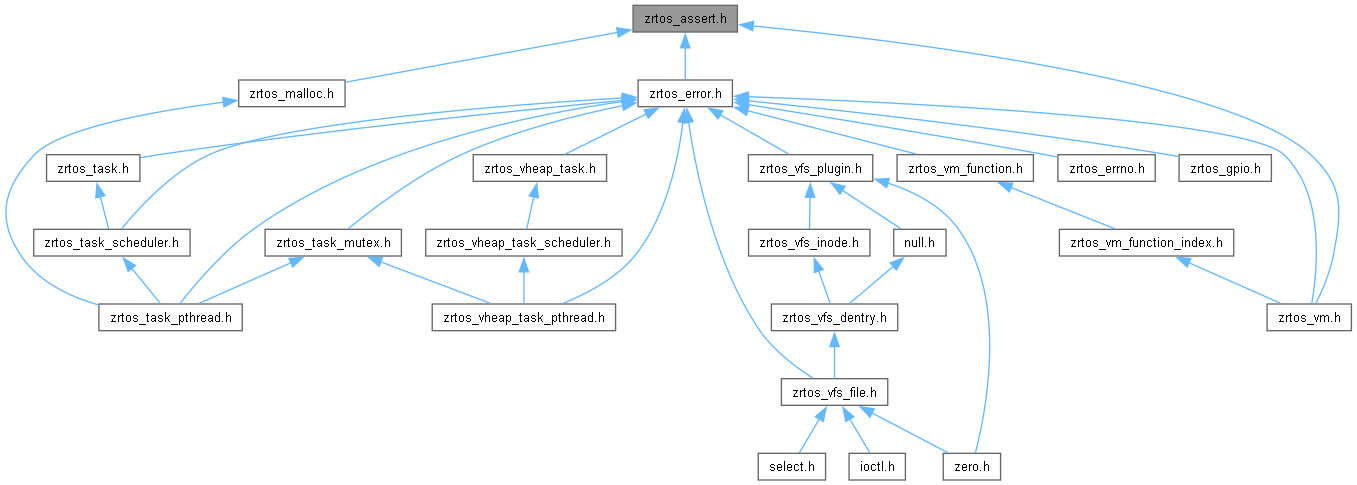 zrtos_assert.h
zrtos_malloc.h
zrtos_error.h
zrtos_task.h
zrtos_vheap_task.h
zrtos_vfs_plugin.h
zrtos_vm_function.h
zrtos_errno.h
zrtos_gpio.h
zrtos_task_scheduler.h
zrtos_task_mutex.h
zrtos_vheap_task_scheduler.h
zrtos_vfs_inode.h
null.h
zrtos_vm_function_index.h
zrtos_task_pthread.h
zrtos_vheap_task_pthread.h
zrtos_vfs_dentry.h
zrtos_vm.h
zrtos_vfs_file.h
select.h
ioctl.h
zero.h